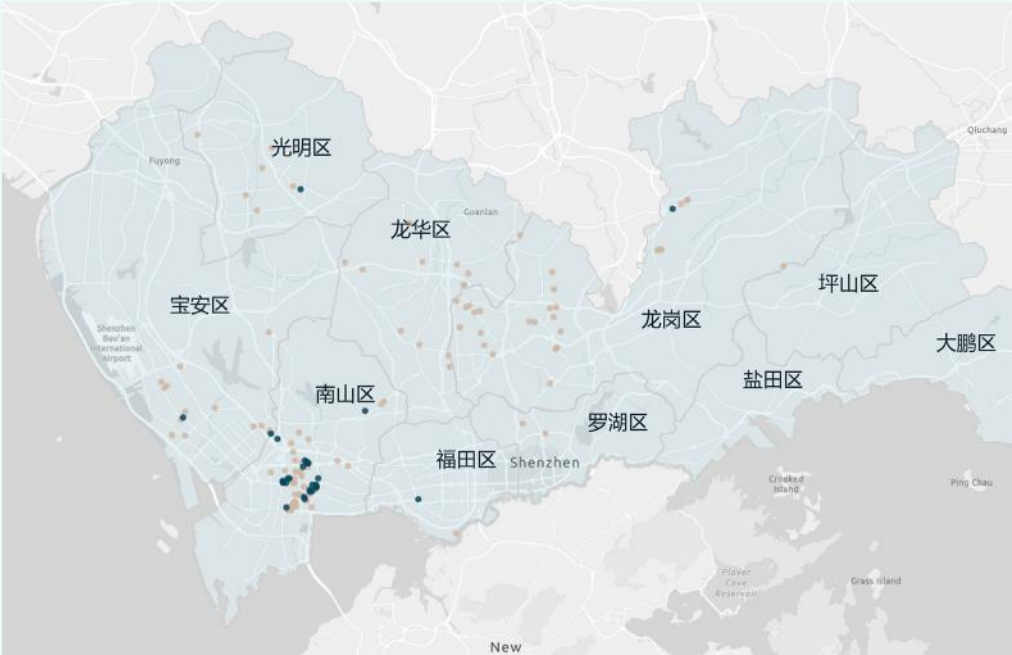 Qiuchang
光明区
Fuyong
Guanlan
龙华区
坪山区
宝安区
龙岗区
Shenzhen
Bao'an
International
Airport
大鹏区
盐田区
南山区
罗湖区
福田区
Shenzhen
Crooked
Island
Ping Chau
Plover
Cove
Reservoir
Grass Island
New